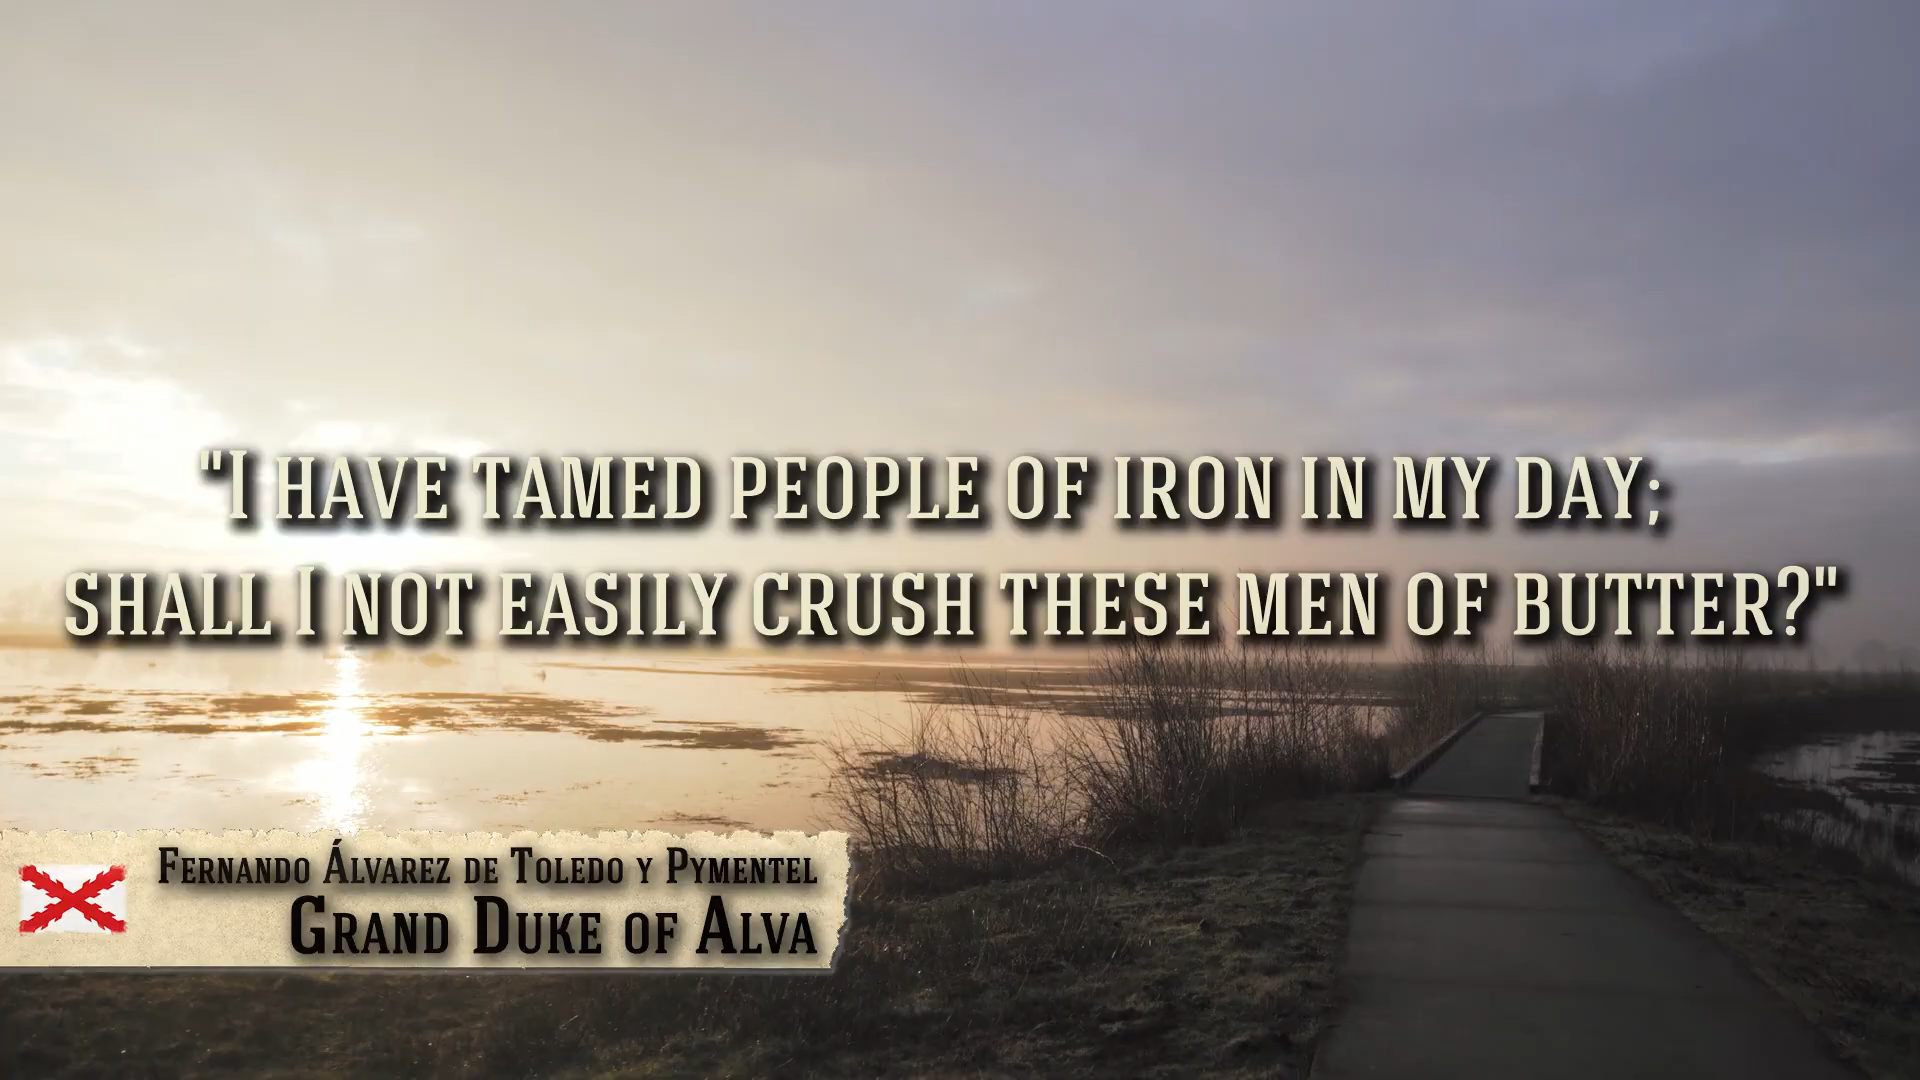 "I HAVE TAMED PEOPLE OF IRON IN MY DAY;
SHALL I NOT EASILY CRUSH THESE MEN OF BUTTER?"
FERNANDO ÁLVAREZ DE TOLEDO Y PYMENTEL
GRAND DUKE OF ALVA